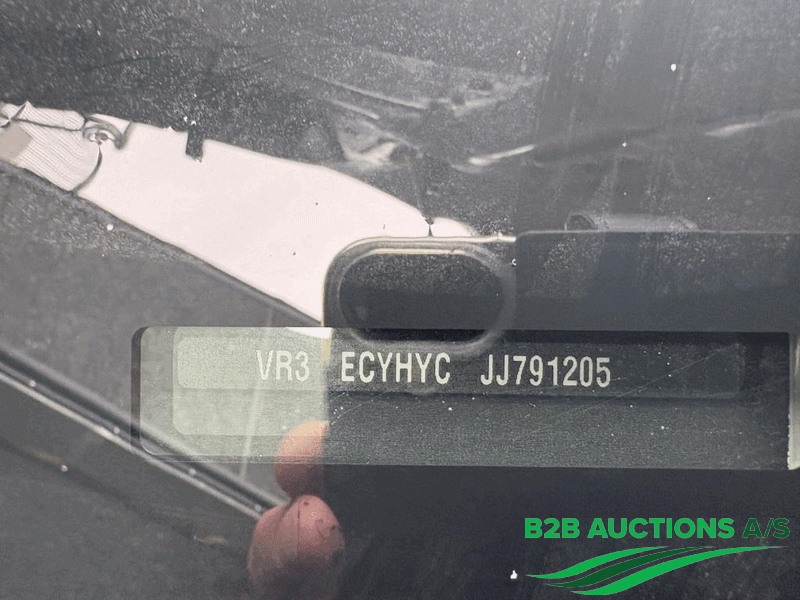 VR3 ECYHYC JJ791205
B2B AUCTIONS A/S